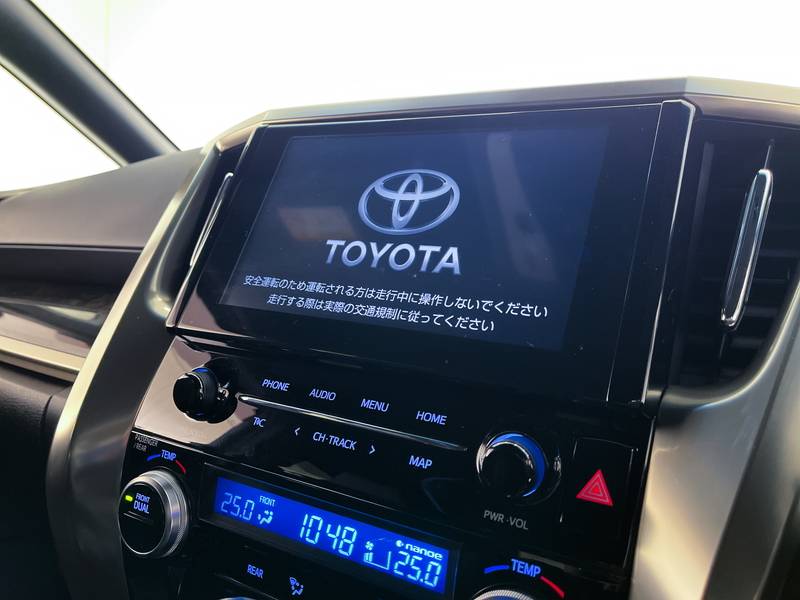 TOYOTA
安全運転のため運転される方は走行中に操作しないでください
走行する際は実際の交通規制に従ってください
PHONE AUDIO MENU HOME
T/C CH·TRACK MAP
PWR·VOL
PASSENGER
/REAR
TEMP
FRONT
DUAL
25.0 FRONT 10:48 nanoe 25.0
REAR
TEMP